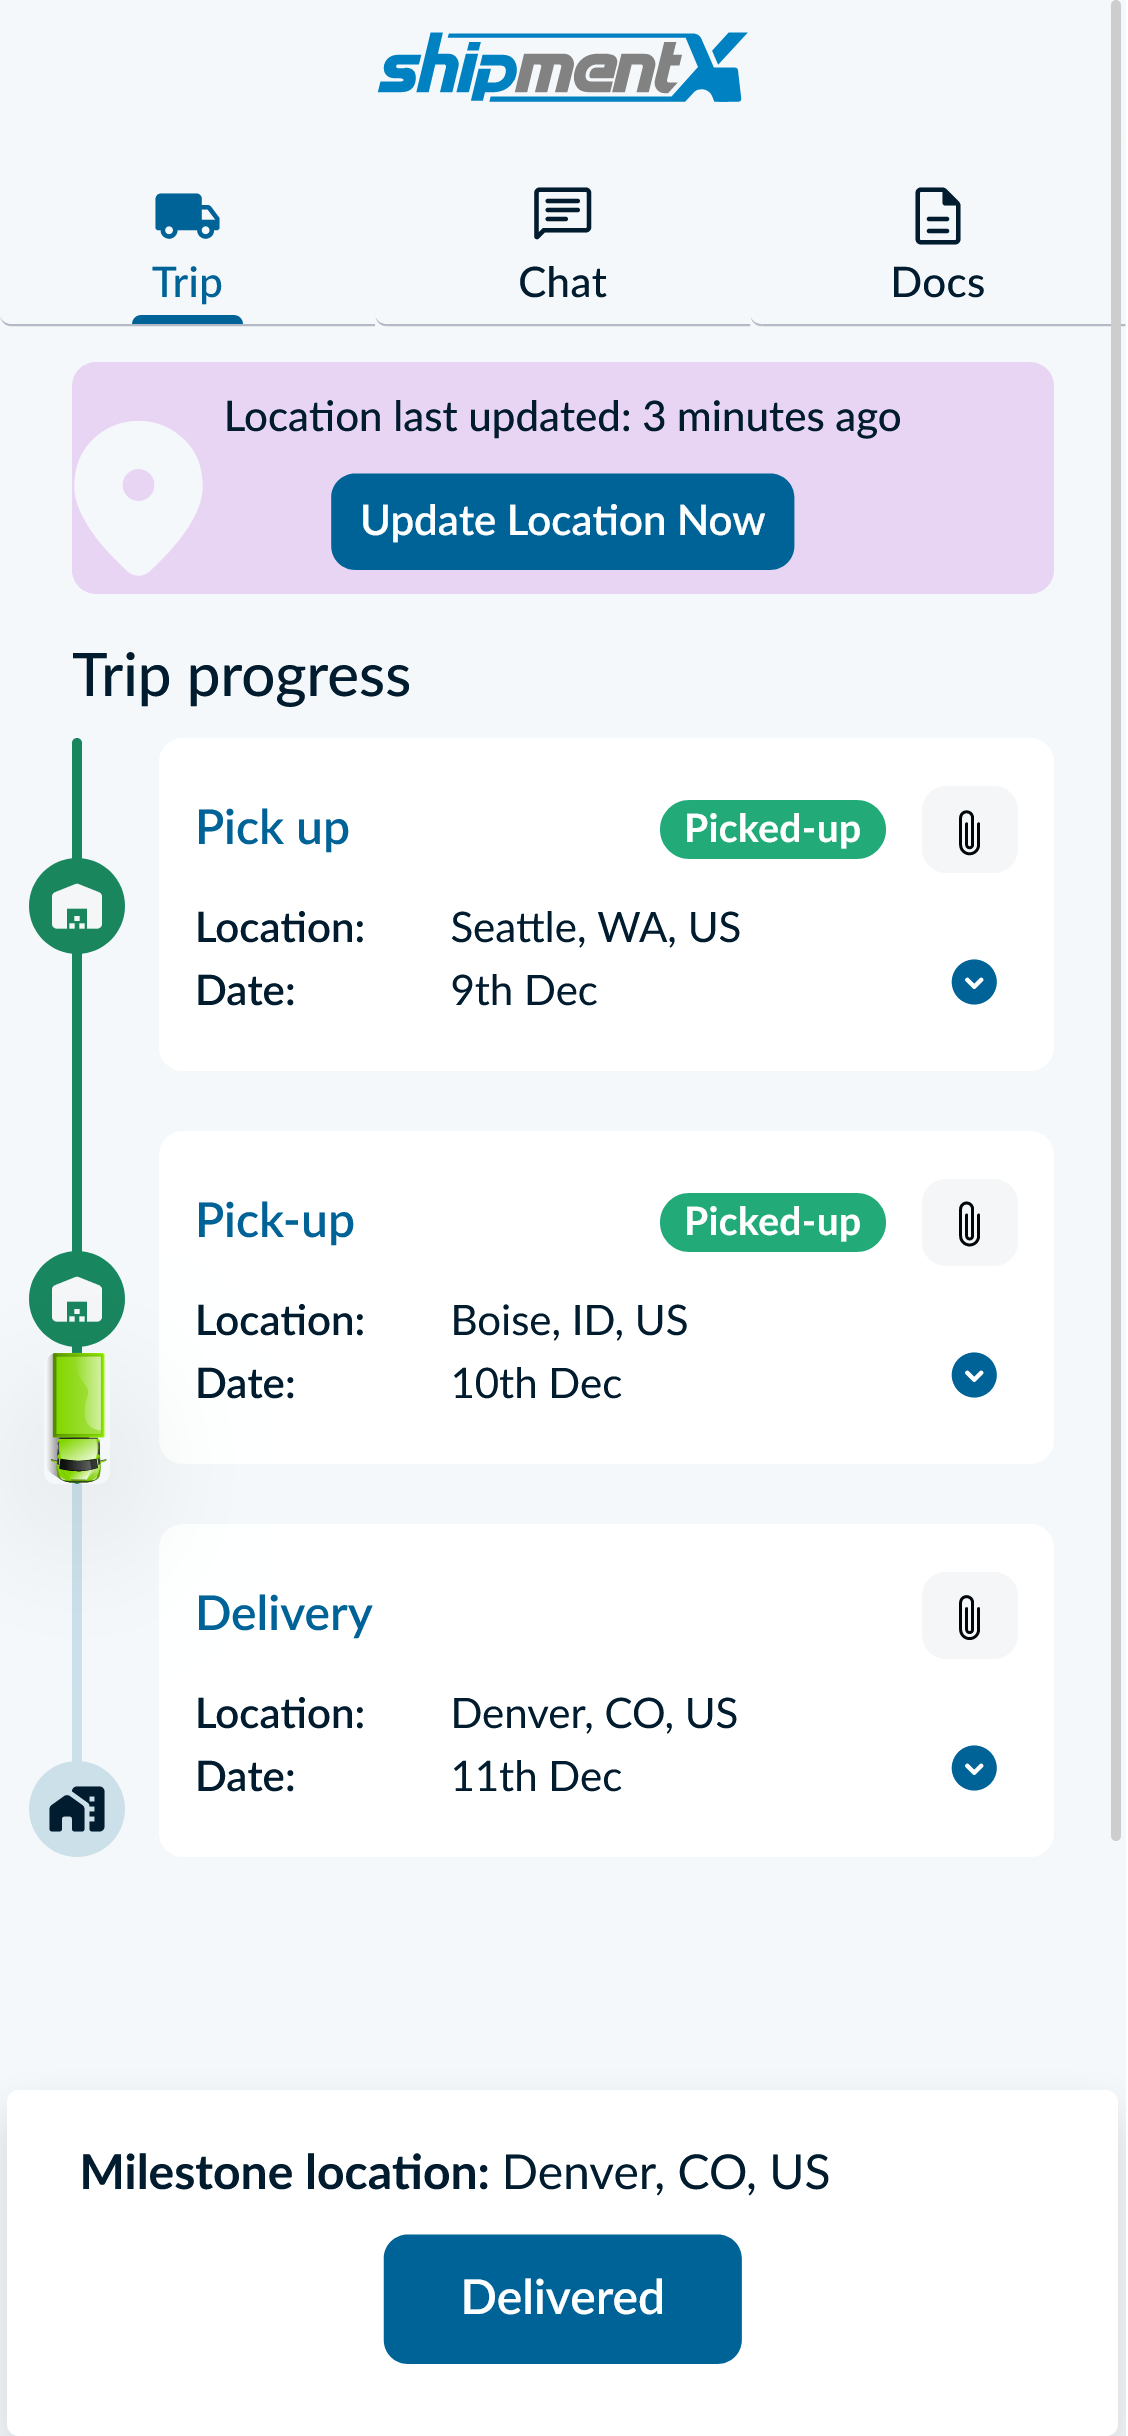 shipmentX
Trip
Chat
Docs
Location last updated: 3 minutes ago
Update Location Now
Trip progress
Pick up
Picked-up
Location: Seattle, WA, US
Date: 9th Dec
Pick-up
Picked-up
Location: Boise, ID, US
Date: 10th Dec
Delivery
Location: Denver, CO, US
Date: 11th Dec
Milestone location: Denver, CO, US
Delivered